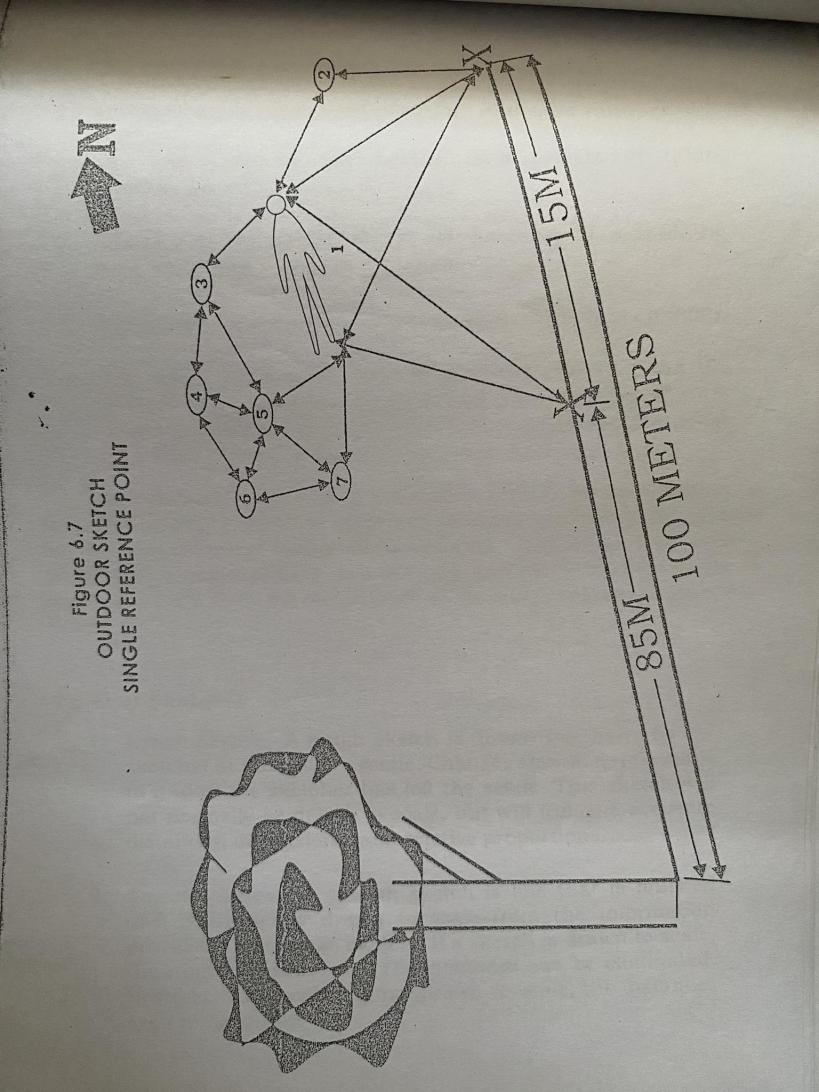 Figure 6.7
OUTDOOR SKETCH
SINGLE REFERENCE POINT
N
2
X
3
1
4
5
6
7
Y
15M
85M
100 METERS